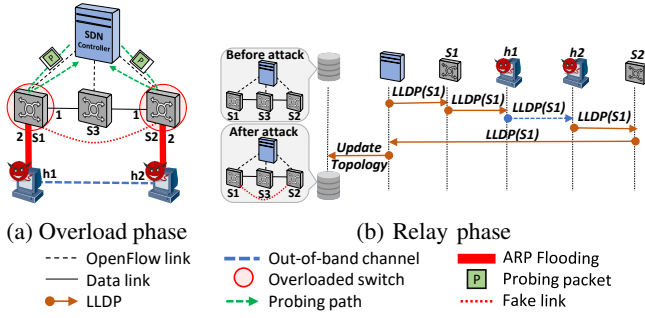 SDN
Controller
P
P
1
1
S3
2 S1
S2 2
h1
h2
(a) Overload phase
Before attack
S1 S3 S2
After attack
S1 S3 S2
S1
h1
h2
S2
LLDP(S1)
LLDP(S1)
LLDP(S1)
LLDP(S1)
LLDP(S1)
Update
Topology
(b) Relay phase
OpenFlow link
Out-of-band channel
ARP Flooding
Data link
Overloaded switch
P
Probing packet
LLDP
Probing path
Fake link